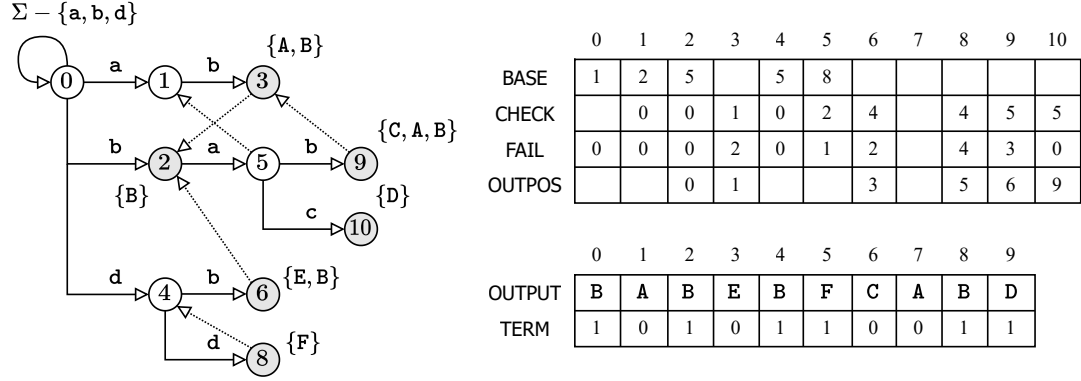 Σ − {a, b, d}
0 a 1 b 3 {A, B}
b 2 a 5 b 9 {C, A, B}
{B} {D}
c 10
d 4 b 6 {E, B}
d 8 {F}
0 1 2 3 4 5 6 7 8 9 10
BASE 1 2 5 5 8
CHECK 0 0 1 0 2 4 4 5 5
FAIL 0 0 0 2 0 1 2 4 3 0
OUTPOS 0 1 3 5 6 9
0 1 2 3 4 5 6 7 8 9
OUTPUT B A B E B F C A B D
TERM 1 0 1 0 1 1 0 0 1 1